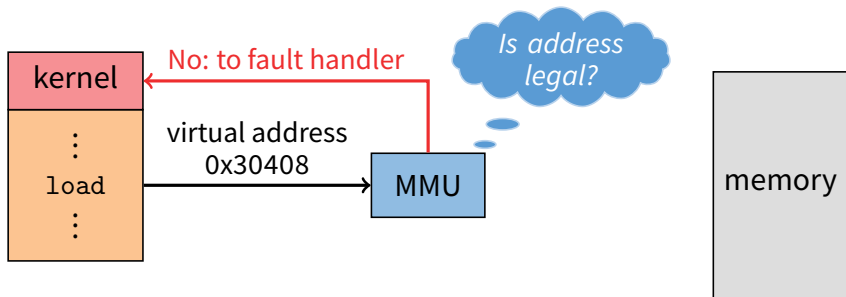 kernel
⋮
load
⋮
No: to fault handler
virtual address
0x30408
MMU
Is address
legal?
memory